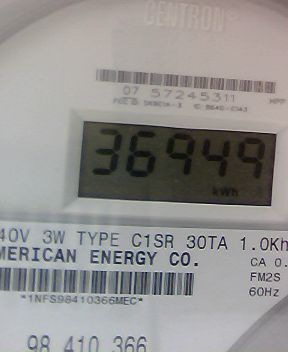 CENTRON®
07 57245311
36949
kWh
40V 3W TYPE C1SR 30TA 1.0Kh
MERICAN ENERGY CO.
CA 0.
FM2S
60Hz
*1NFS98410366MEC*
98 410 366